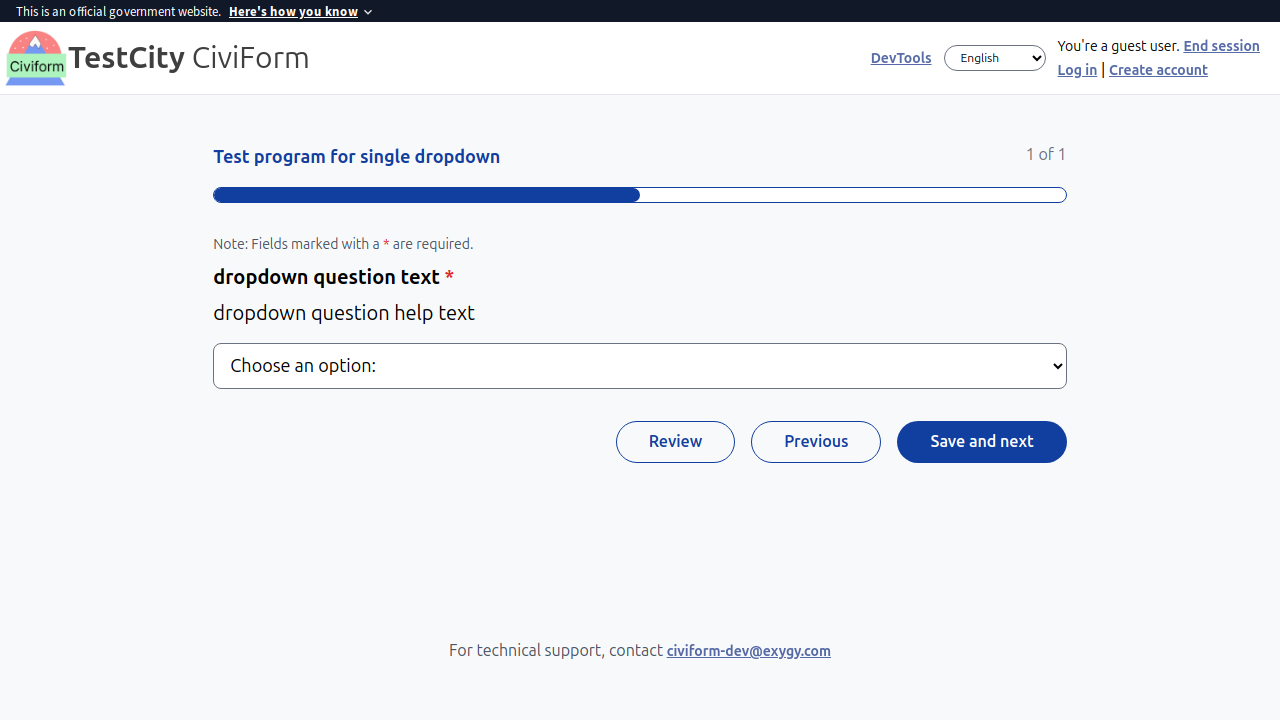 This is an official government website. Here's how you know
Civiform
TestCity CiviForm
DevTools
English
You're a guest user. End session
Log in | Create account
Test program for single dropdown
1 of 1
Note: Fields marked with a * are required.
dropdown question text *
dropdown question help text
Choose an option:
Review
Previous
Save and next
For technical support, contact civiform-dev@exygy.com